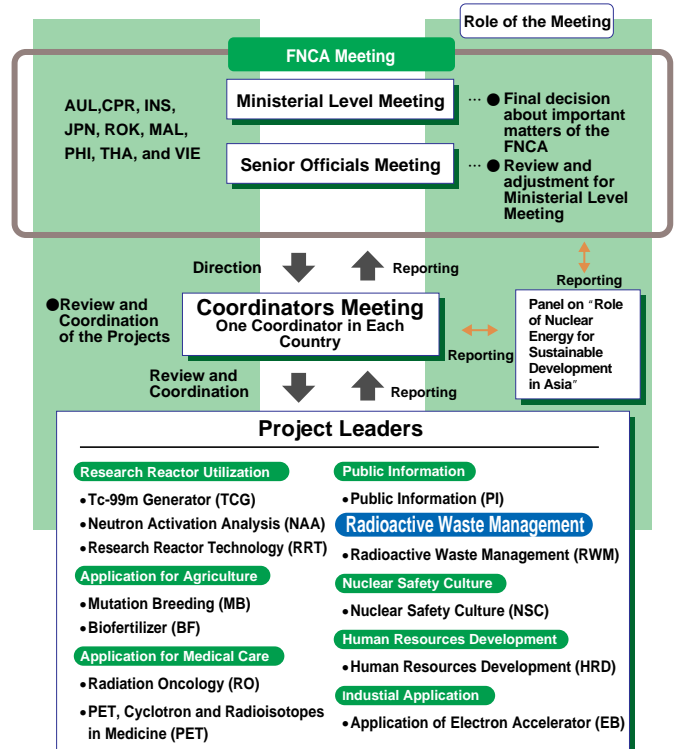 Role of the Meeting
FNCA Meeting
AUL,CPR, INS,
JPN, ROK, MAL,
PHI, THA, and VIE
Ministerial Level Meeting
··· ● Final decision
about important
matters of the
FNCA
Senior Officials Meeting
··· ● Review and
adjustment for
Ministerial Level
Meeting
Direction
Reporting
Reporting
●Review and
Coordination
of the Projects
Coordinators Meeting
One Coordinator in Each
Country
Reporting
Panel on “Role
of Nuclear
Energy for
Sustainable
Development
in Asia”
Review and
Coordination
Reporting
Project Leaders
Research Reactor Utilization
•Tc-99m Generator (TCG)
•Neutron Activation Analysis (NAA)
•Research Reactor Technology (RRT)
Application for Agriculture
•Mutation Breeding (MB)
•Biofertilizer (BF)
Application for Medical Care
•Radiation Oncology (RO)
•PET, Cyclotron and Radioisotopes
in Medicine (PET)
Public Information
•Public Information (PI)
Radioactive Waste Management
•Radioactive Waste Management (RWM)
Nuclear Safety Culture
•Nuclear Safety Culture (NSC)
Human Resources Development
•Human Resources Development (HRD)
Industial Application
•Application of Electron Accelerator (EB)